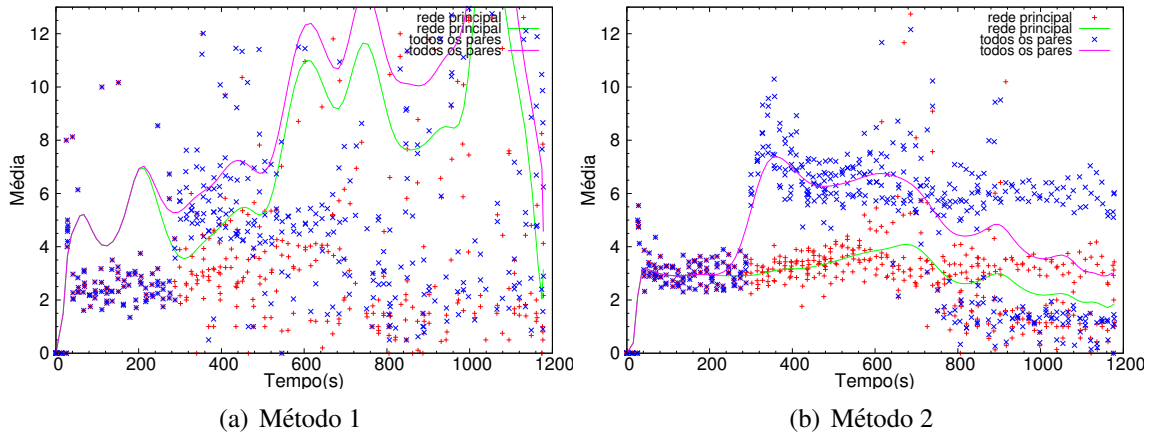 12
10
8
6
4
2
0
Média
0 200 400 600 800 1000 1200
Tempo(s)
rede principal
rede principal
todos os pares
todos os pares
(a) Método 1
12
10
8
6
4
2
0
Média
0 200 400 600 800 1000 1200
Tempo(s)
rede principal
rede principal
todos os pares
todos os pares
(b) Método 2